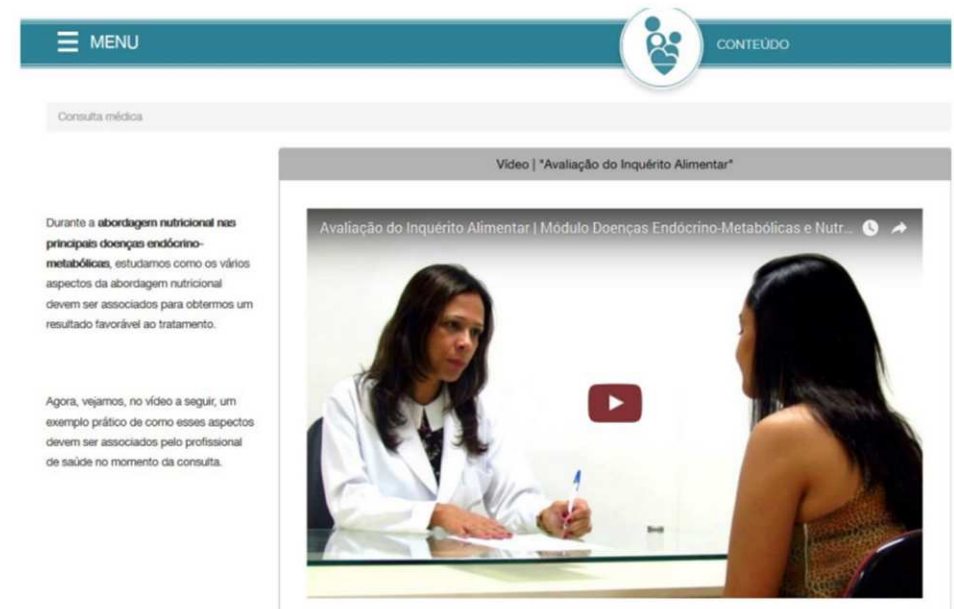 MENU
CONTEÚDO
Consulta médica
Vídeo | "Avaliação do Inquérito Alimentar"
Durante a abordagem nutricional nas
principais doenças endócrino-
metabólicas, estudamos como os vários
aspectos da abordagem nutricional
devem ser associados para obtermos um
resultado favorável ao tratamento.
Agora, vejamos, no vídeo a seguir, um
exemplo prático de como esses aspectos
devem ser associados pelo profissional
de saúde no momento da consulta.
Avaliação do Inquérito Alimentar | Módulo Doenças Endócrino-Metabólicas e Nutr...